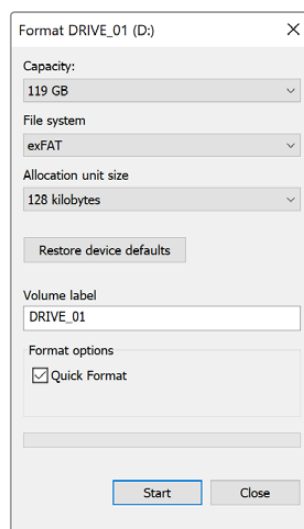 Format DRIVE_01 (D:)
Capacity:
119 GB
File system
exFAT
Allocation unit size
128 kilobytes
Restore device defaults
Volume label
DRIVE_01
Format options
Quick Format
Start
Close